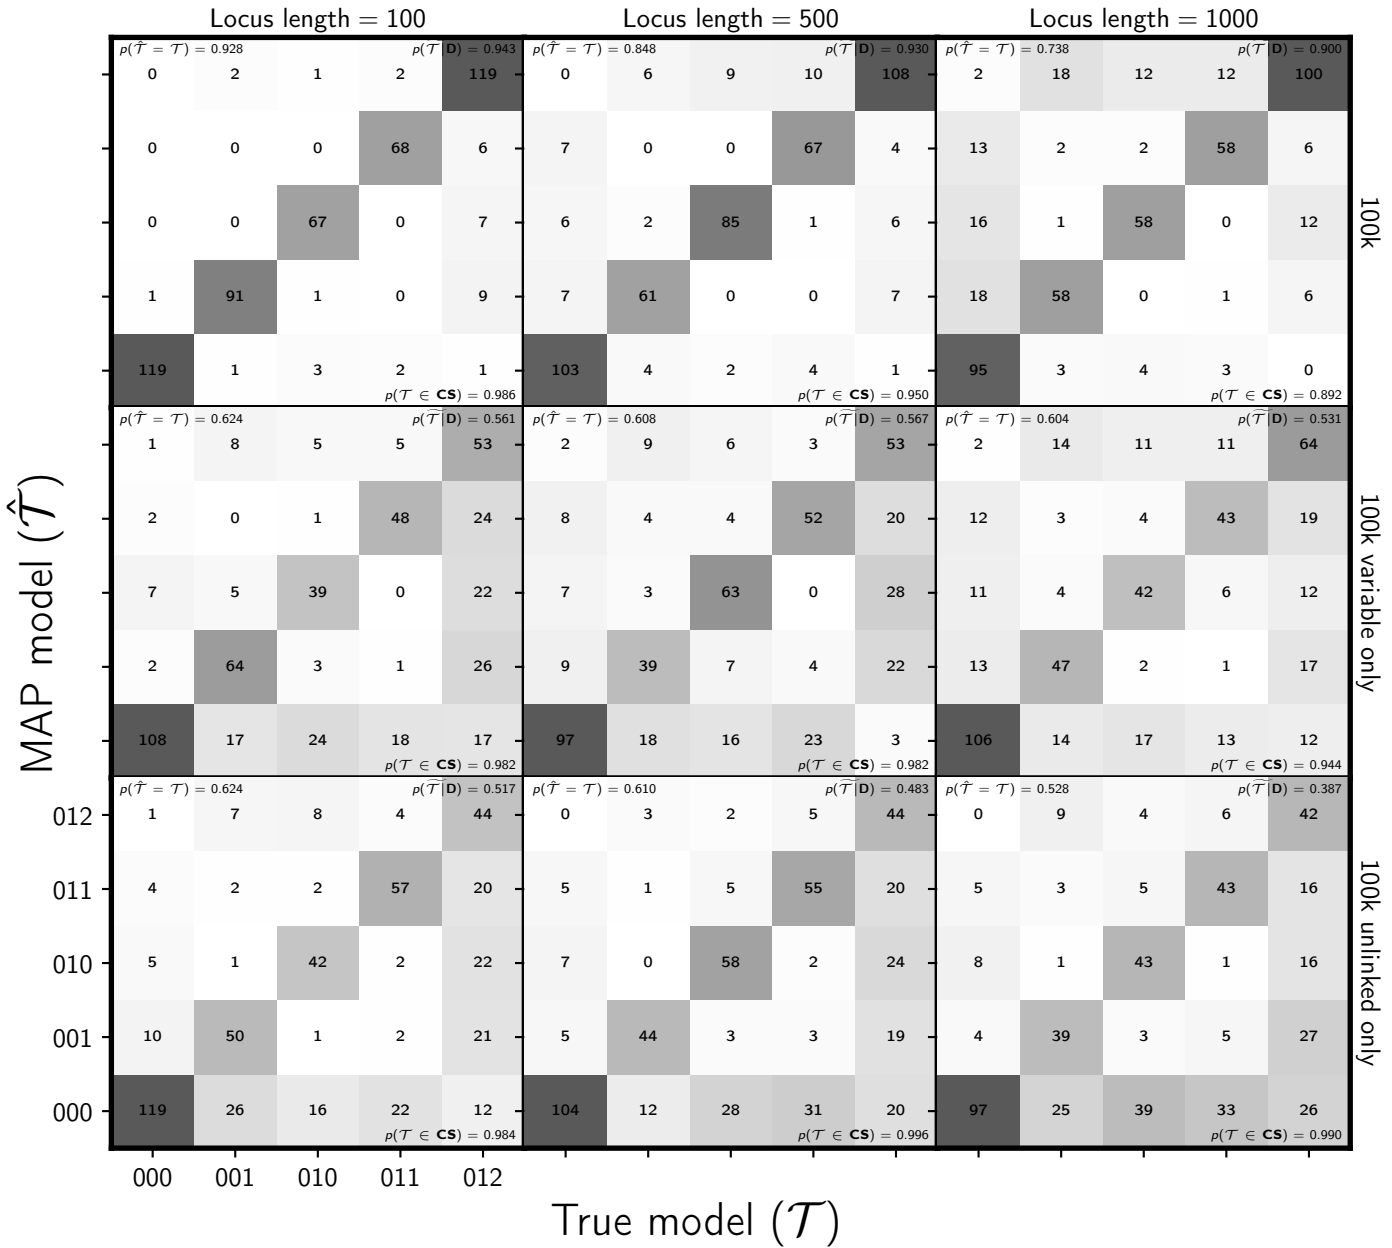 Locus length = 100 Locus length = 500 Locus length = 1000
p(𝒯̂ = 𝒯) = 0.928 p(𝒯|D) = 0.943 p(𝒯̂ = 𝒯) = 0.848 p(𝒯|D) = 0.930 p(𝒯̂ = 𝒯) = 0.738 p(𝒯|D) = 0.900
0 2 1 2 119 0 6 9 10 108 2 18 12 12 100
0 0 0 68 6 7 0 0 67 4 13 2 2 58 6
0 0 67 0 7 6 2 85 1 6 16 1 58 0 12
100k
1 91 1 0 9 7 61 0 0 7 18 58 0 1 6
119 1 3 2 1 103 4 2 4 1 95 3 4 3 0
p(𝒯 ∈ CS) = 0.986 p(𝒯 ∈ CS) = 0.950 p(𝒯 ∈ CS) = 0.892
p(𝒯̂ = 𝒯) = 0.624 p(𝒯͠|D) = 0.561 p(𝒯̂ = 𝒯) = 0.608 p(𝒯͠|D) = 0.567 p(𝒯̂ = 𝒯) = 0.604 p(𝒯͠|D) = 0.531
1 8 5 5 53 2 9 6 3 53 2 14 11 11 64
2 0 1 48 24 8 4 4 52 20 12 3 4 43 19
7 5 39 0 22 7 3 63 0 28 11 4 42 6 12
100k variable only
2 64 3 1 26 9 39 7 4 22 13 47 2 1 17
108 17 24 18 17 97 18 16 23 3 106 14 17 13 12
p(𝒯 ∈ CS) = 0.982 p(𝒯 ∈ CS) = 0.982 p(𝒯 ∈ CS) = 0.944
MAP model (𝒯̂)
p(𝒯̂ = 𝒯) = 0.624 p(𝒯͠|D) = 0.517 p(𝒯̂ = 𝒯) = 0.610 p(𝒯͠|D) = 0.483 p(𝒯̂ = 𝒯) = 0.528 p(𝒯͠|D) = 0.387
012 1 7 8 4 44 0 3 2 5 44 0 9 4 6 42
011 4 2 2 57 20 5 1 5 55 20 5 3 5 43 16
010 5 1 42 2 22 7 0 58 2 24 8 1 43 1 16
100k unlinked only
001 10 50 1 2 21 5 44 3 3 19 4 39 3 5 27
000 119 26 16 22 12 104 12 28 31 20 97 25 39 33 26
p(𝒯 ∈ CS) = 0.984 p(𝒯 ∈ CS) = 0.996 p(𝒯 ∈ CS) = 0.990
000 001 010 011 012
True model (𝒯)